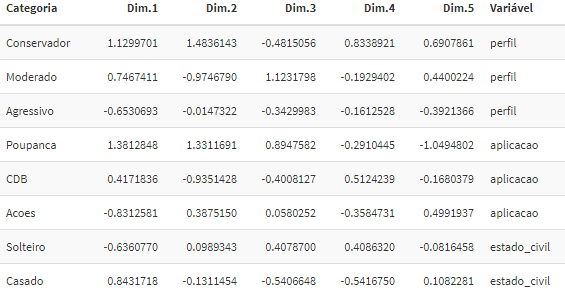 Categoria Dim.1 Dim.2 Dim.3 Dim.4 Dim.5 Variável
Conservador 1.1299701 1.4836143 -0.4815056 0.8338921 0.6907861 perfil
Moderado 0.7467411 -0.9746790 1.1231798 -0.1929402 0.4400224 perfil
Agressivo -0.6530693 -0.0147322 -0.3429983 -0.1612528 -0.3921366 perfil
Poupanca 1.3812848 1.3311691 0.8947582 -0.2910445 -1.0494802 aplicacao
CDB 0.4171836 -0.9351428 -0.4008127 0.5124239 -0.1680379 aplicacao
Acoes -0.8312581 0.3875150 0.0580252 -0.3584731 0.4991937 aplicacao
Solteiro -0.6360770 0.0989343 0.4078700 0.4086320 -0.0816458 estado_civil
Casado 0.8431718 -0.1311454 -0.5406648 -0.5416750 0.1082281 estado_civil